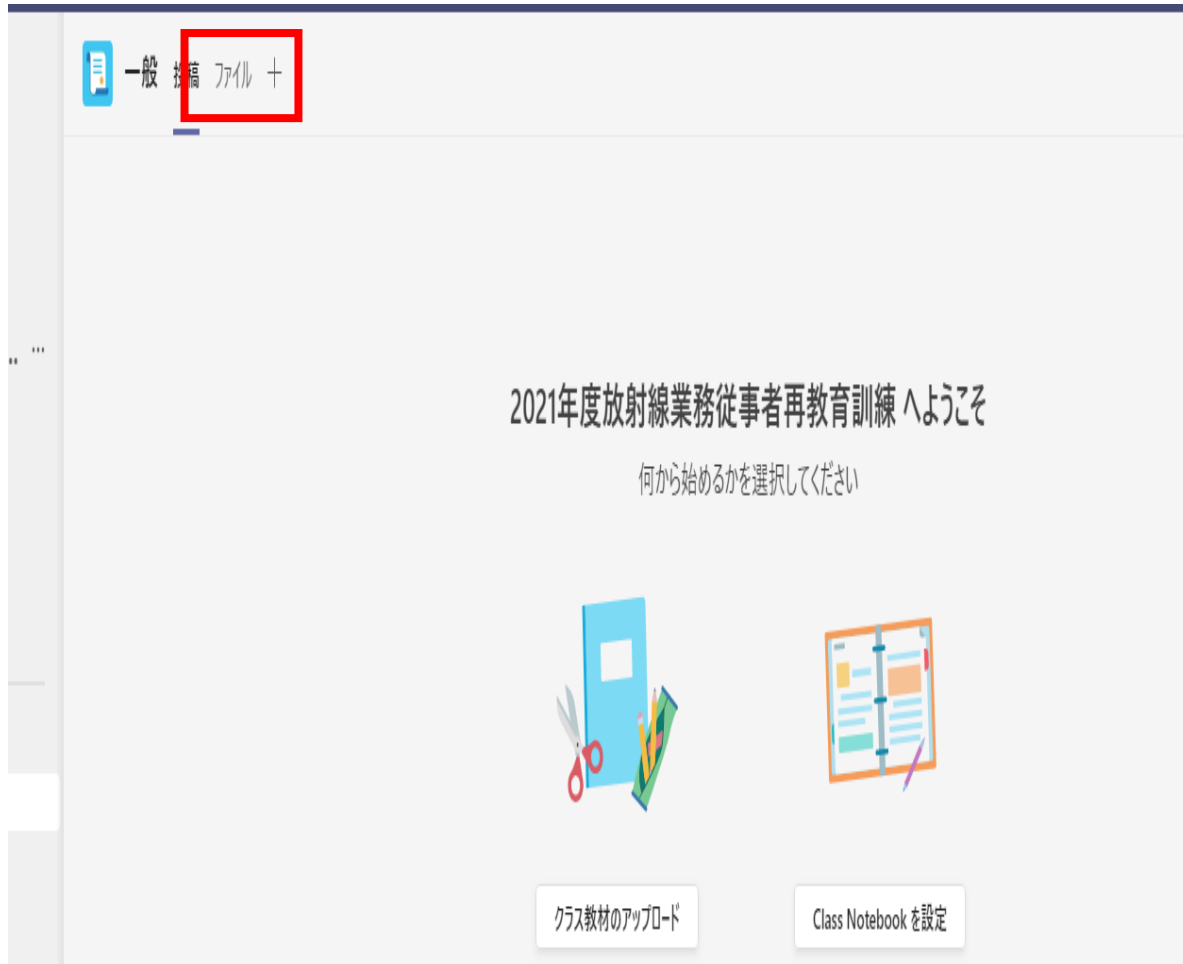 一般 投稿 ファイル +
2021年度放射線業務従事者再教育訓練 へようこそ
何から始めるかを選択してください
クラス教材のアップロード
Class Notebook を設定